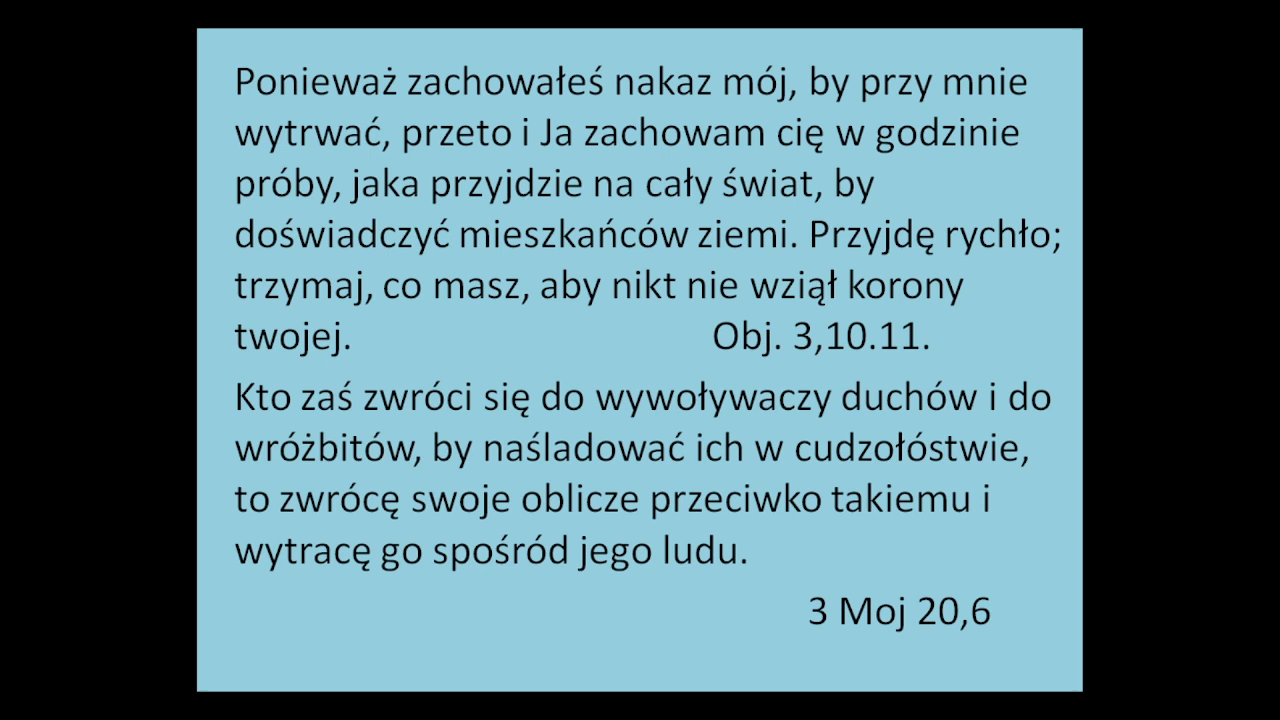 Ponieważ zachowałeś nakaz mój, by przy mnie
wytrwać, przeto i Ja zachowam cię w godzinie
próby, jaka przyjdzie na cały świat, by
doświadczyć mieszkańców ziemi. Przyjdę rychło;
trzymaj, co masz, aby nikt nie wziął korony
twojej. Obj. 3,10.11.
Kto zaś zwróci się do wywoływaczy duchów i do
wróżbitów, by naśladować ich w cudzołóstwie,
to zwrócę swoje oblicze przeciwko takiemu i
wytracę go spośród jego ludu.
3 Moj 20,6